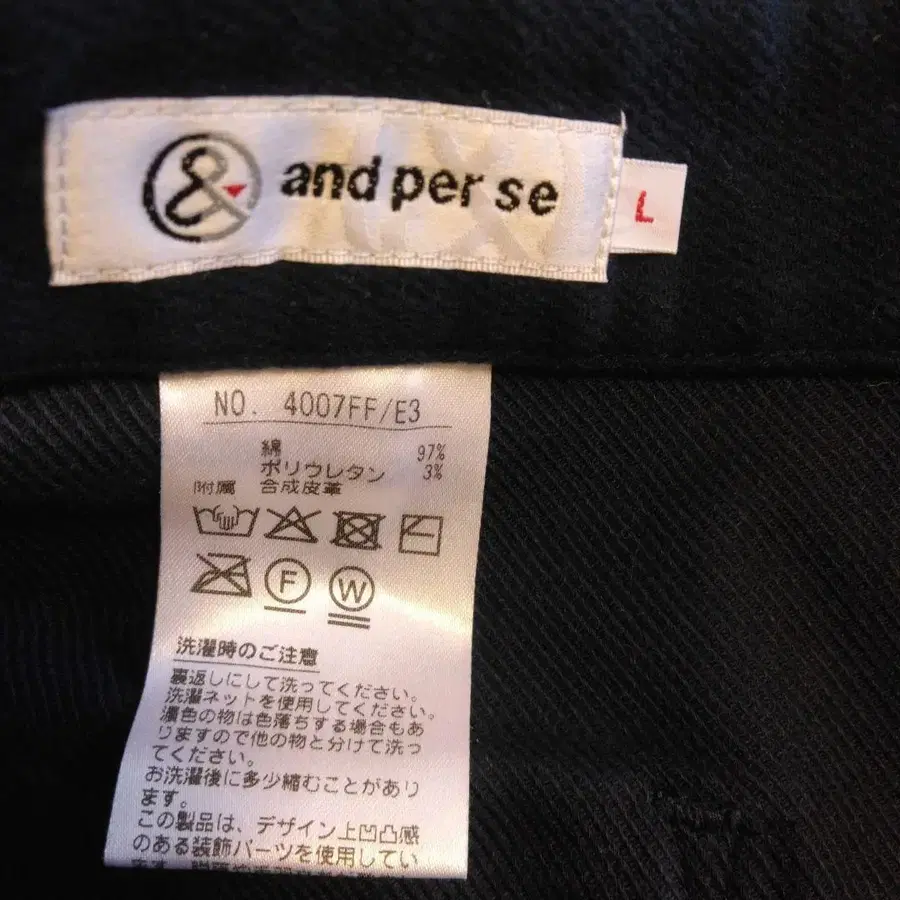 & and per se
L
NO. 4007FF/E3
綿 97%
ポリウレタン 3%
附属 合成皮革
F W
洗濯時のご注意
裏返しにして洗ってください。
洗濯ネットを使用してください。
濃色の物は色落ちする場合もあ
りますので他の物と分けて洗っ
てください。
お洗濯後に多少縮むことがあり
ます。
この製品は、デザイン上凹凸感
のある装飾パーツを使用してい
ます